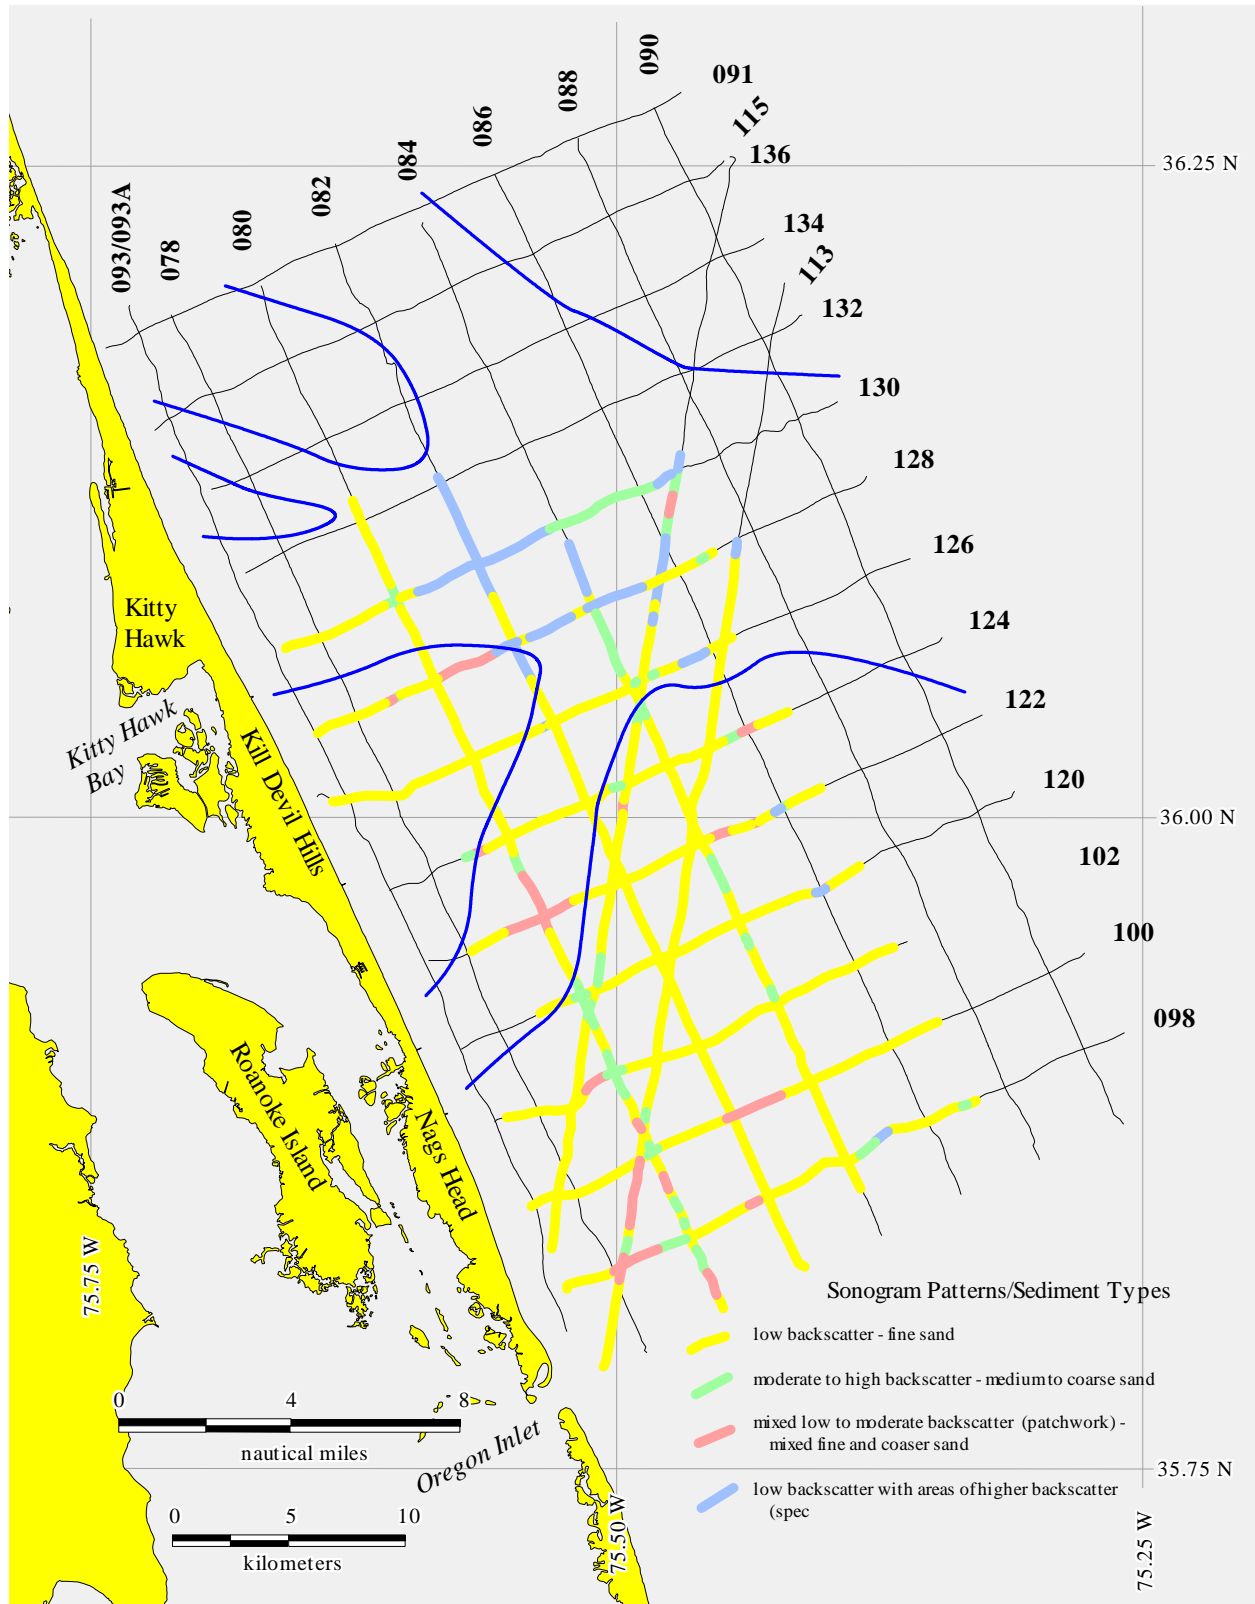 090
091
088
115
086
136
084
082
093/093A
080
078
134
113
132
130
128
126
124
122
120
102
100
098
36.25 N
36.00 N
35.75 N
Kitty
Hawk
Kitty Hawk
Bay
Kill Devil Hills
Roanoke Island
Nags Head
Oregon Inlet
75.75 W
75.50 W
75.25 W
0 4 8
nautical miles
0 5 10
kilometers
Sonogram Patterns/Sediment Types
low backscatter - fine sand
moderate to high backscatter - medium to coarse sand
mixed low to moderate backscatter (patchwork) -
mixed fine and coaser sand
low backscatter with areas of higher backscatter
(spec